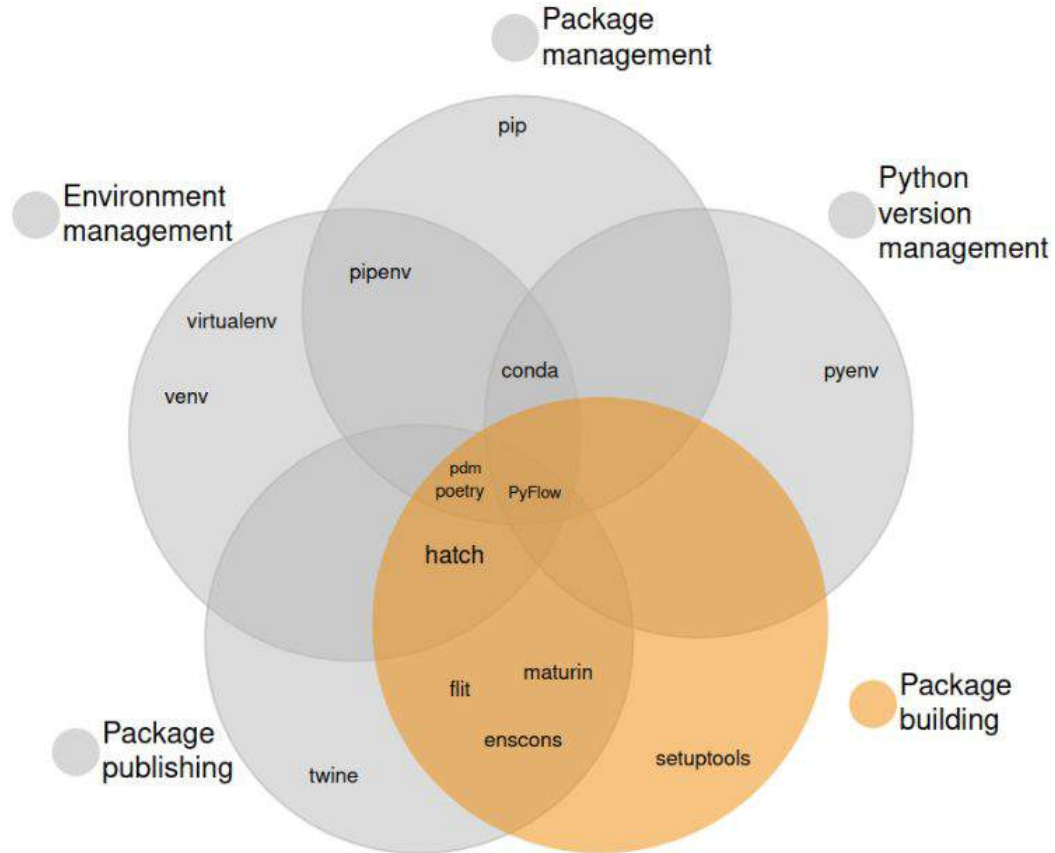 Package
management
pip
Environment
management
Python
version
management
pipenv
virtualenv
conda
pyenv
venv
pdm
poetry
PyFlow
hatch
maturin
flit
enscons
setuptools
twine
Package
building
Package
publishing